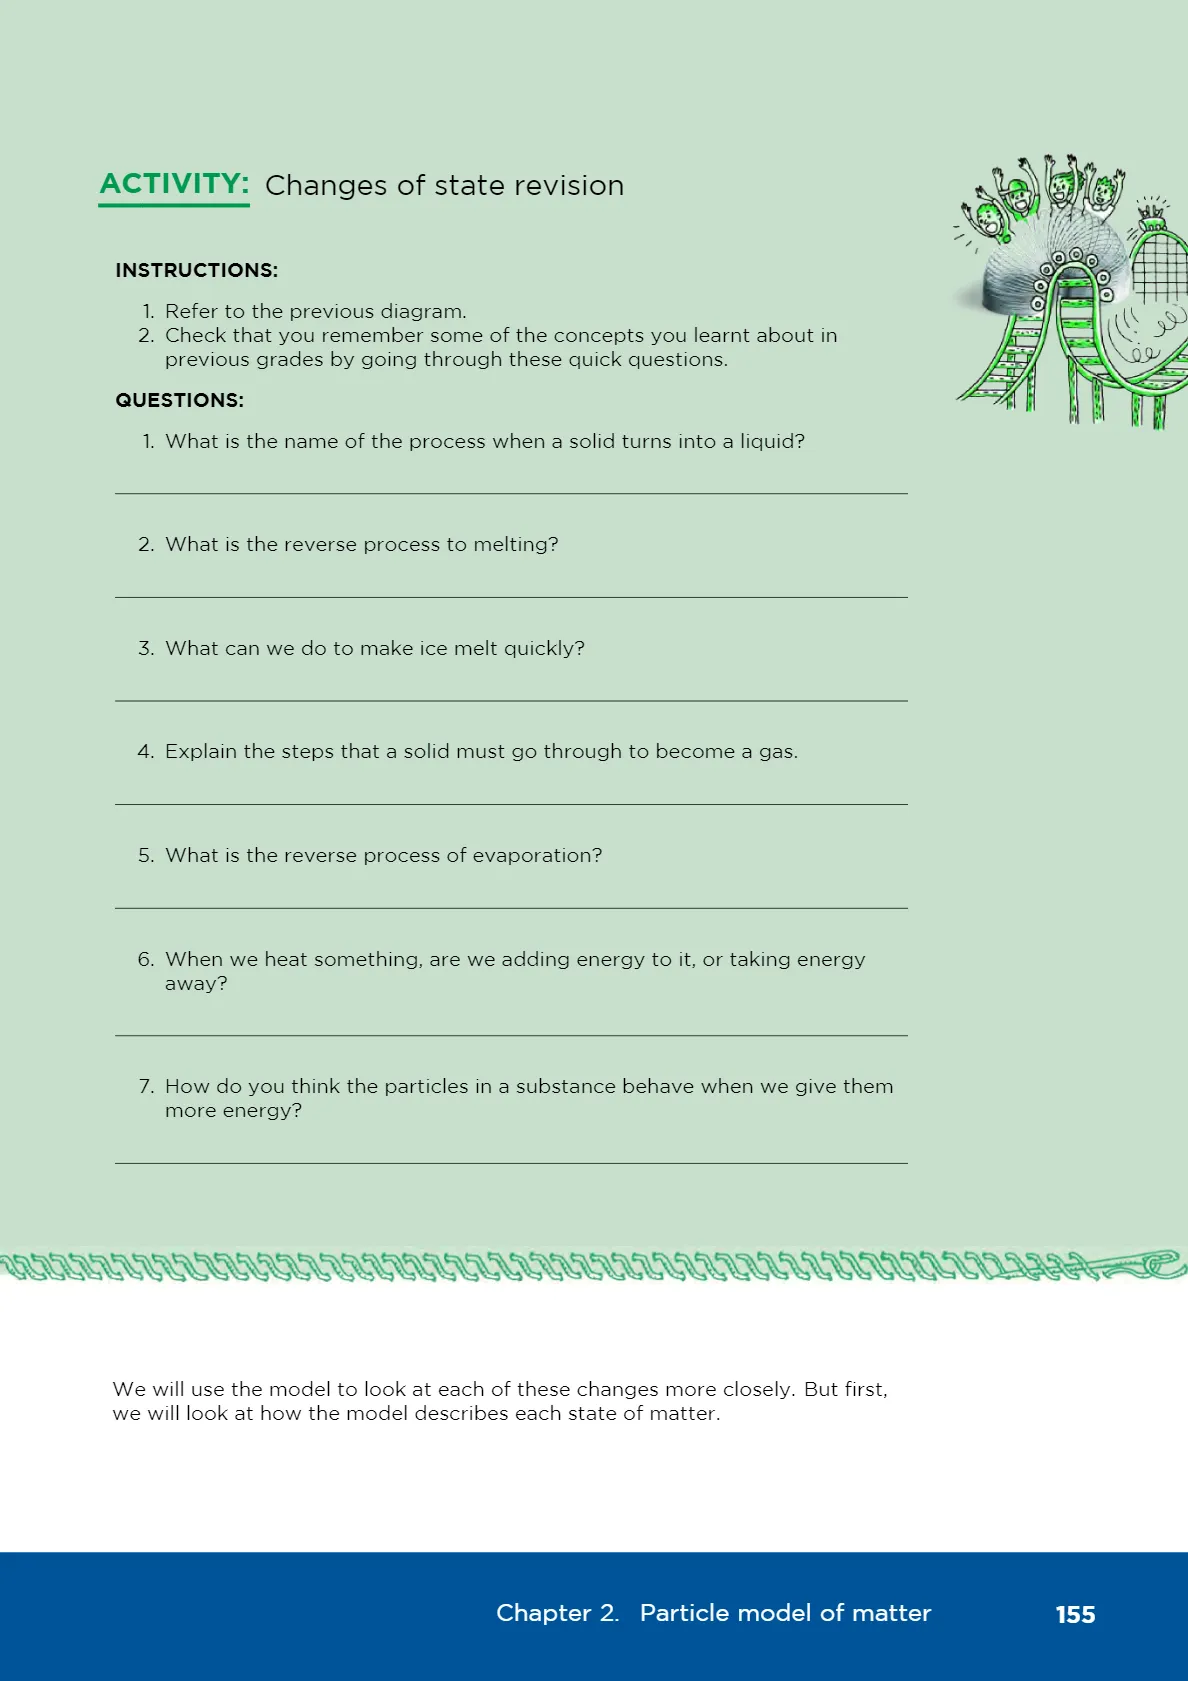 ACTIVITY: Changes of state revision
INSTRUCTIONS:
1. Refer to the previous diagram.
2. Check that you remember some of the concepts you learnt about in
previous grades by going through these quick questions.
QUESTIONS:
1. What is the name of the process when a solid turns into a liquid?
2. What is the reverse process to melting?
3. What can we do to make ice melt quickly?
4. Explain the steps that a solid must go through to become a gas.
5. What is the reverse process of evaporation?
6. When we heat something, are we adding energy to it, or taking energy
away?
7. How do you think the particles in a substance behave when we give them
more energy?
We will use the model to look at each of these changes more closely. But first,
we will look at how the model describes each state of matter.
Chapter 2. Particle model of matter 155